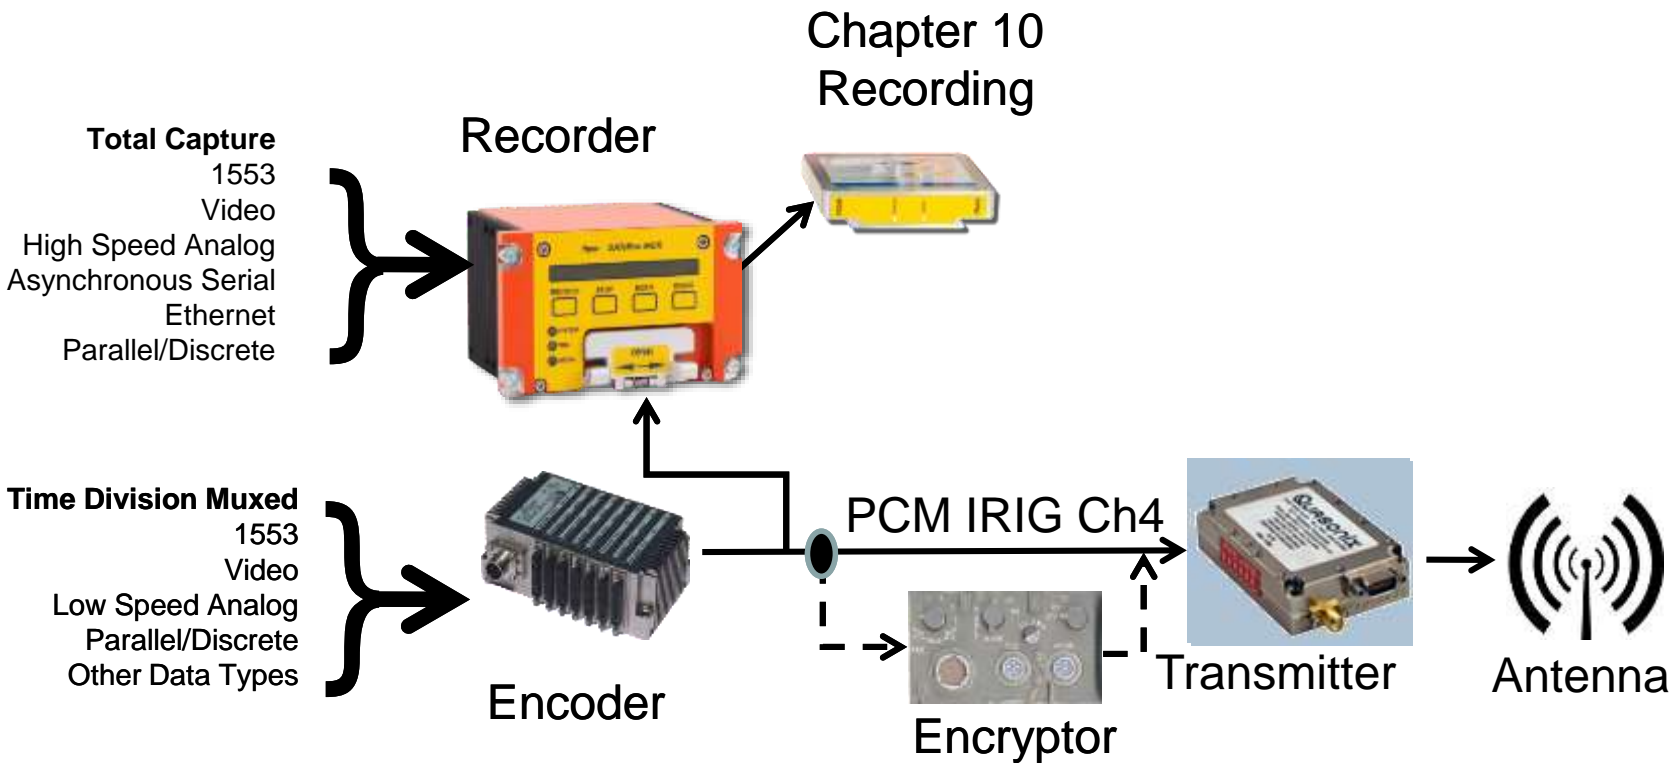 Chapter 10
Recording
Recorder
Total Capture
1553
Video
High Speed Analog
Asynchronous Serial
Ethernet
Parallel/Discrete
Time Division Muxed
1553
Video
Low Speed Analog
Parallel/Discrete
Other Data Types
Encoder
PCM IRIG Ch4
Encryptor
QUASONIX
Transmitter
Antenna